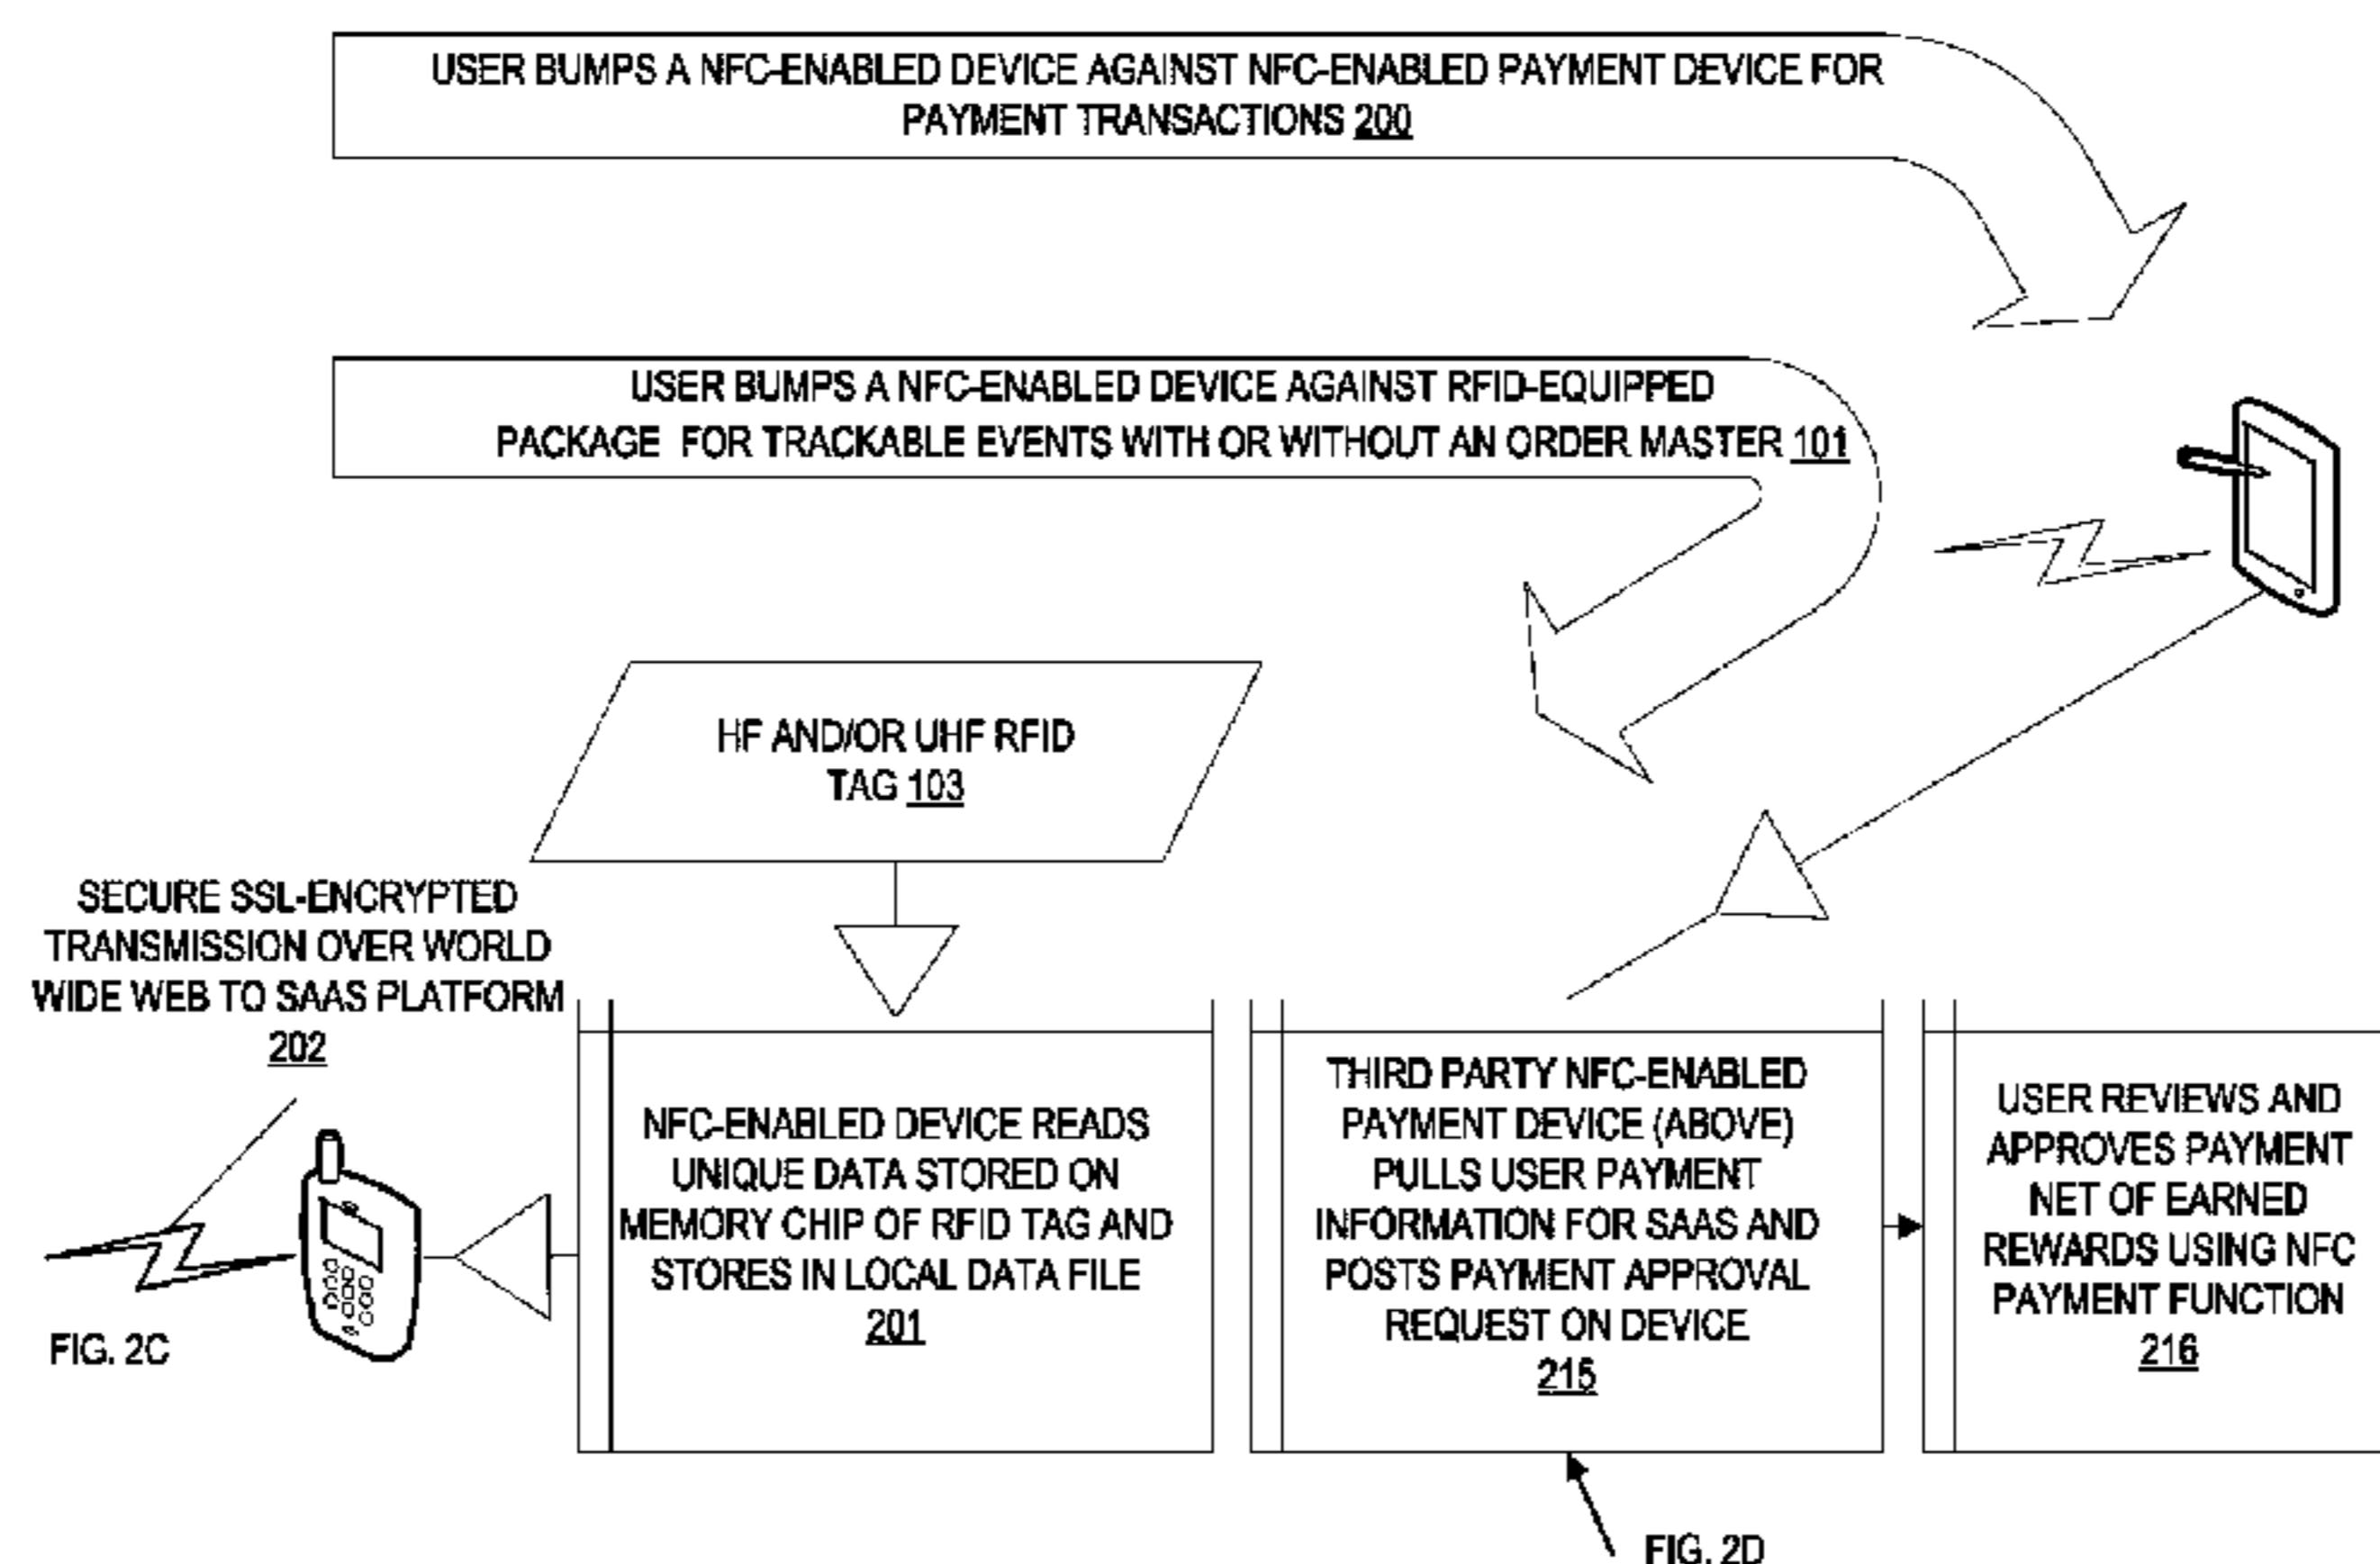 USER BUMPS A NFC-ENABLED DEVICE AGAINST NFC-ENABLED PAYMENT DEVICE FOR
PAYMENT TRANSACTIONS 200
USER BUMPS A NFC-ENABLED DEVICE AGAINST RFID-EQUIPPED
PACKAGE FOR TRACKABLE EVENTS WITH OR WITHOUT AN ORDER MASTER 101
HF AND/OR UHF RFID
TAG 103
SECURE SSL-ENCRYPTED
TRANSMISSION OVER WORLD
WIDE WEB TO SAAS PLATFORM
202
FIG. 2C
NFC-ENABLED DEVICE READS
UNIQUE DATA STORED ON
MEMORY CHIP OF RFID TAG AND
STORES IN LOCAL DATA FILE
201
THIRD PARTY NFC-ENABLED
PAYMENT DEVICE (ABOVE)
PULLS USER PAYMENT
INFORMATION FOR SAAS AND
POSTS PAYMENT APPROVAL
REQUEST ON DEVICE
215
USER REVIEWS AND
APPROVES PAYMENT
NET OF EARNED
REWARDS USING NFC
PAYMENT FUNCTION
216
FIG. 2D